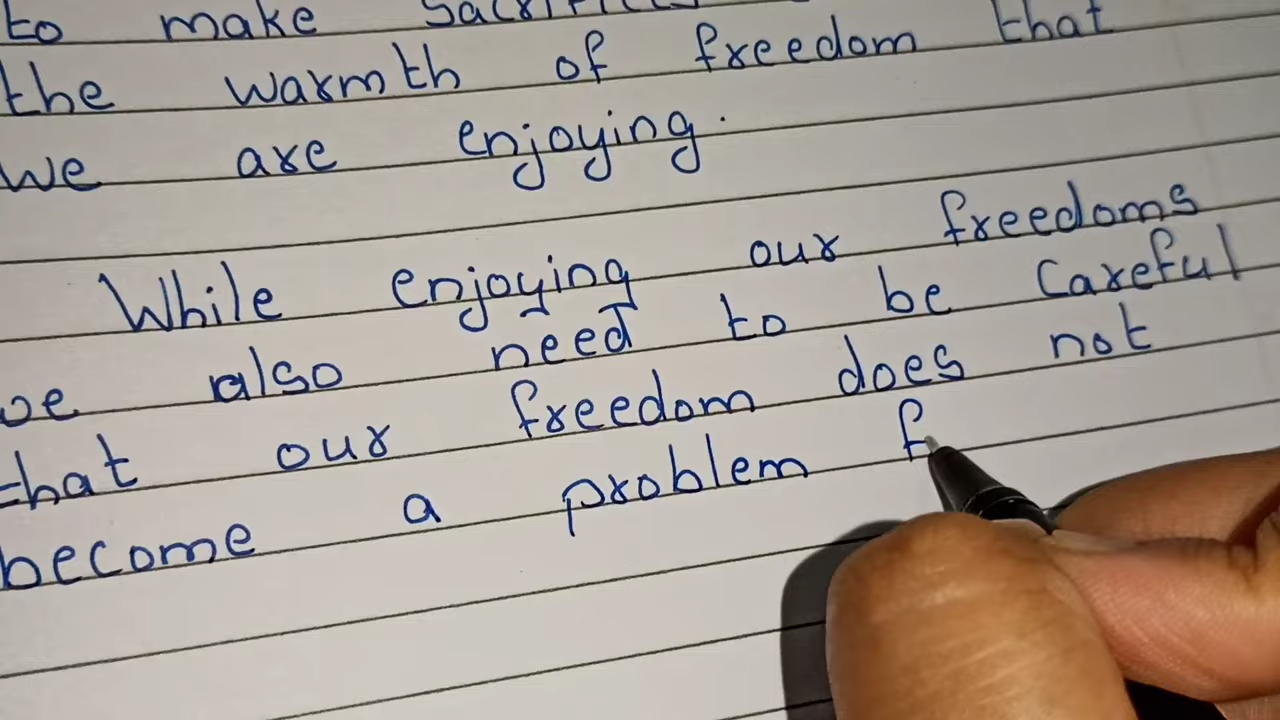 to make sacrifices
the warmth of freedom that
we are enjoying.
While enjoying our freedoms
we also need to be careful
that our freedom does not
become a problem f